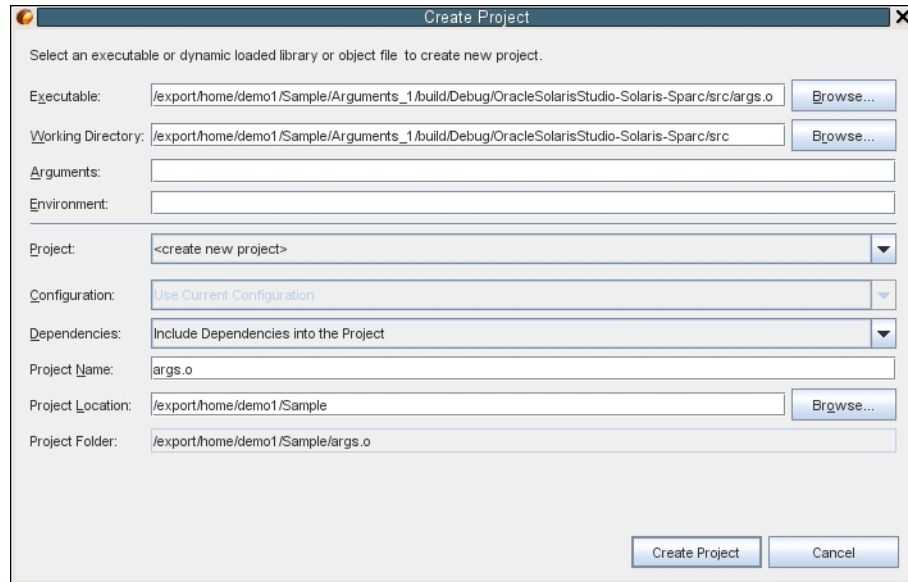 Create Project
Select an executable or dynamic loaded library or object file to create new project.
Executable: /export/home/demo1/Sample/Arguments_1/build/Debug/OracleSolarisStudio-Solaris-Sparc/src/args.o Browse...
Working Directory: /export/home/demo1/Sample/Arguments_1/build/Debug/OracleSolarisStudio-Solaris-Sparc/src Browse...
Arguments:
Environment:
Project: <create new project>
Configuration: Use Current Configuration
Dependencies: Include Dependencies into the Project
Project Name: args.o
Project Location: /export/home/demo1/Sample Browse...
Project Folder: /export/home/demo1/Sample/args.o
Create Project Cancel